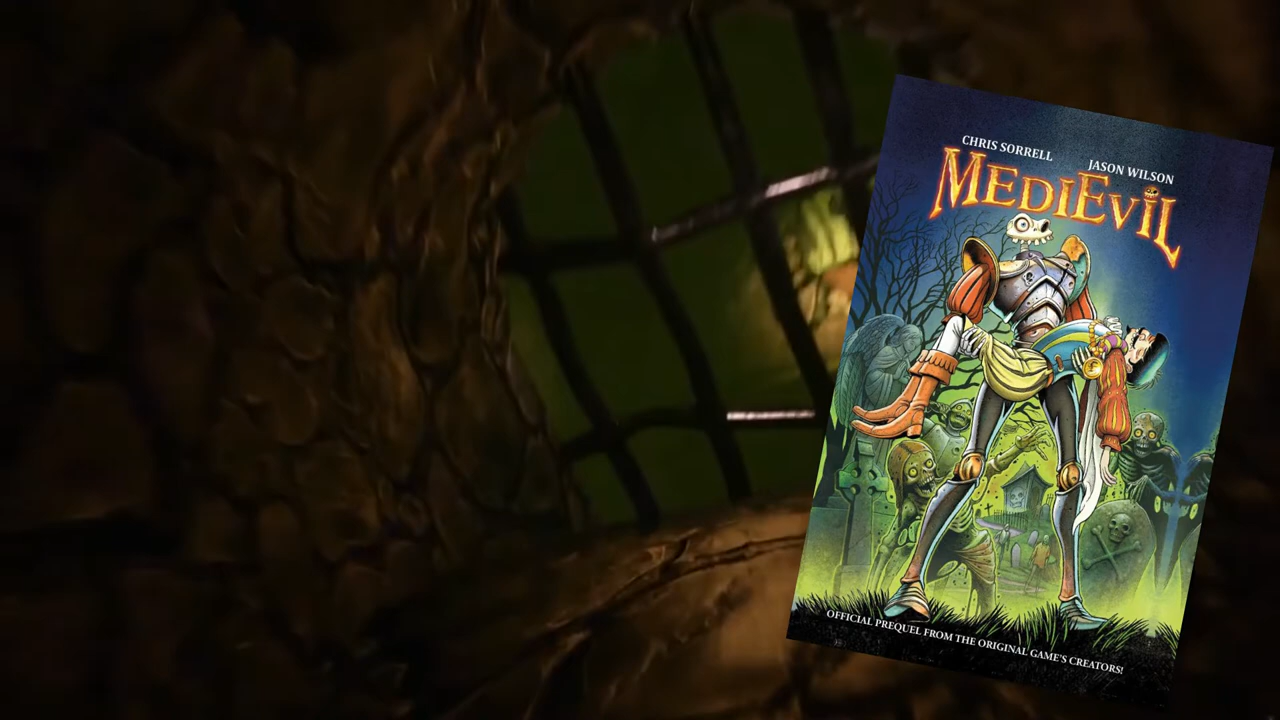 CHRIS SORRELL
JASON WILSON
MEDIEVIL
OFFICIAL PREQUEL FROM THE ORIGINAL GAME'S CREATORS!